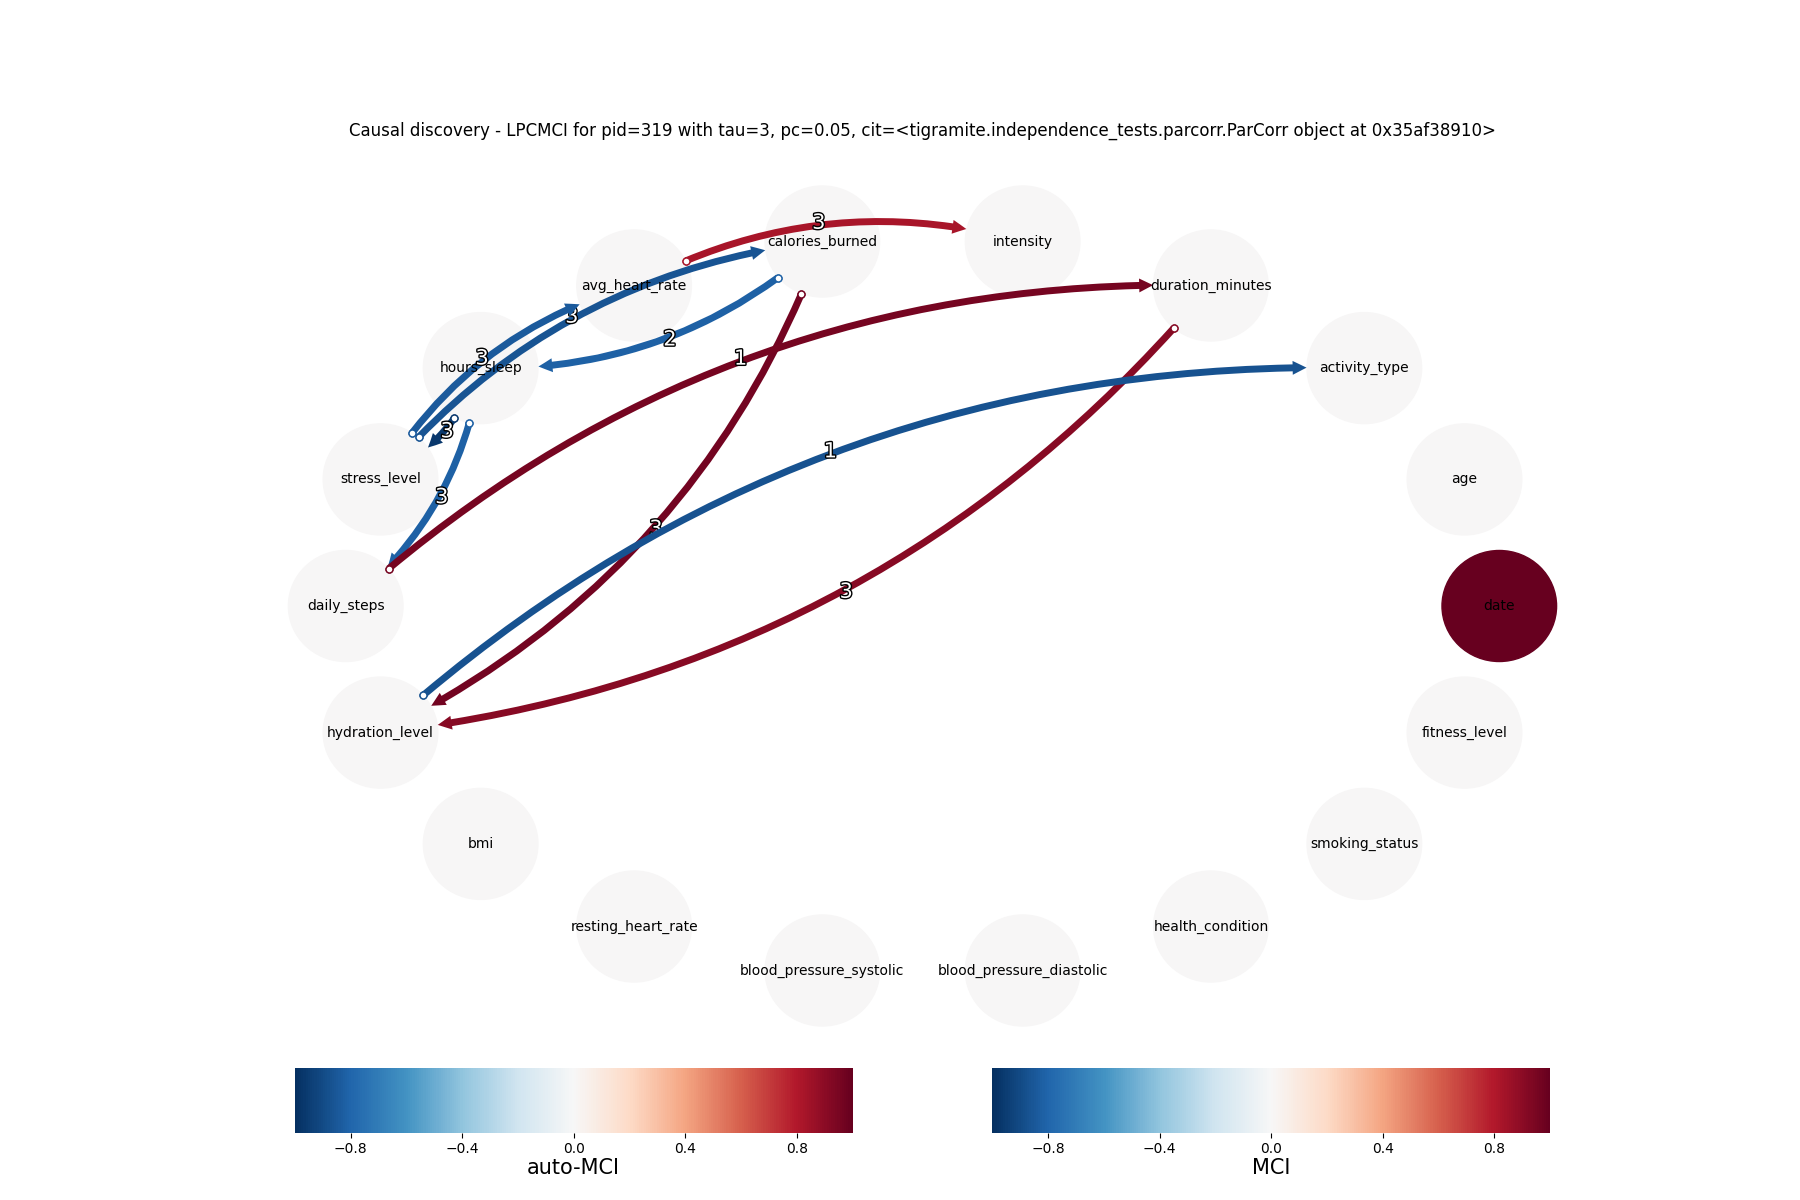 Causal discovery - LPCMCI for pid=319 with tau=3, pc=0.05, cit=<tigramite.independence_tests.parcorr.ParCorr object at 0x35af38910>
3
calories_burned
intensity
avg_heart_rate
duration_minutes
3
2
3
1
hours_sleep
activity_type
3
1
stress_level
age
3
3
3
daily_steps
date
hydration_level
fitness_level
bmi
smoking_status
resting_heart_rate
health_condition
blood_pressure_systolic
blood_pressure_diastolic
−0.8 −0.4 0.0 0.4 0.8
auto-MCI
−0.8 −0.4 0.0 0.4 0.8
MCI